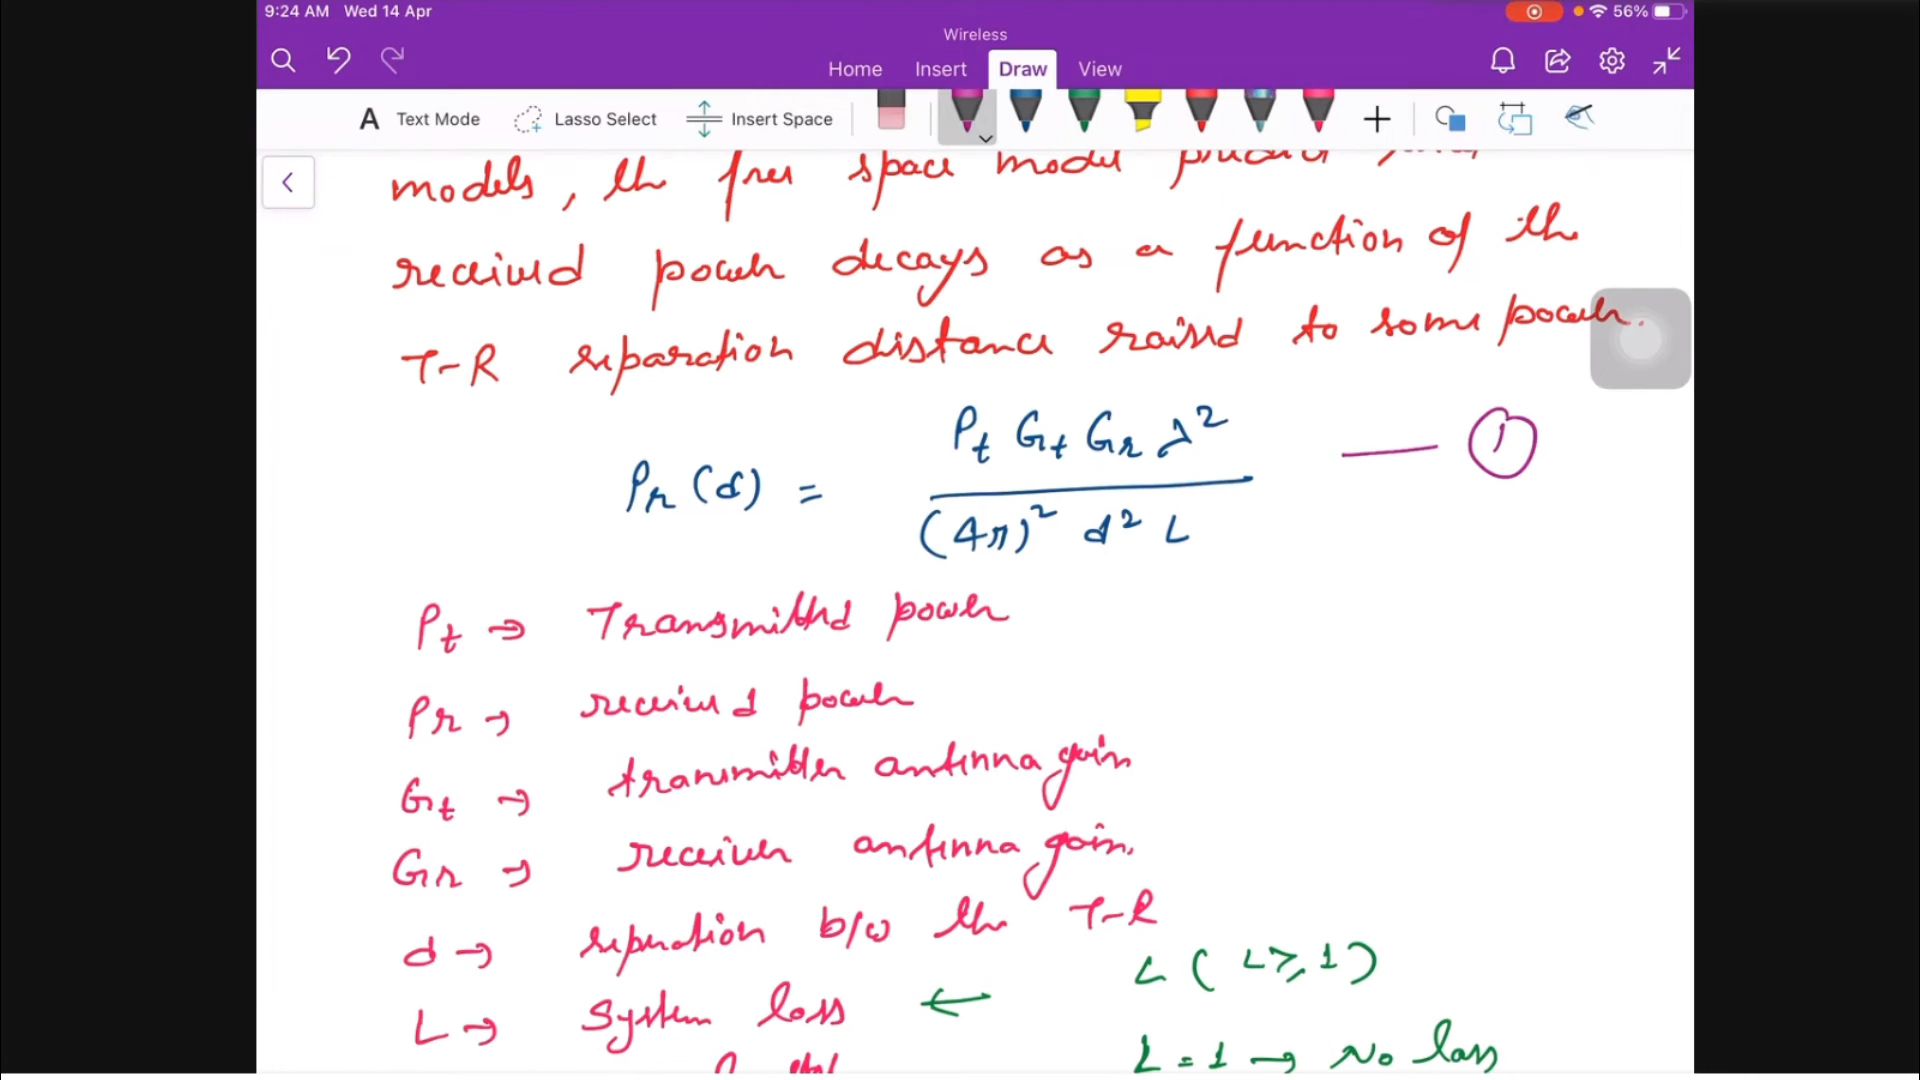 9:24 AM Wed 14 Apr
56%
Wireless
Home Insert Draw View
A Text Mode Lasso Select Insert Space
models, the free space model predict
received power decays as a function of the
T-R separation distance raised to some power.
Pr(d) = Pt Gt Gr λ² / (4π)² d² L —— ①
Pt → Transmitted power
Pr → received power
Gt → transmitter antenna gain
Gr → receiver antenna gain.
d → seperation b/w the T-R
L (L ≥ 1)
L → System loss ←
L = 1 → No loss